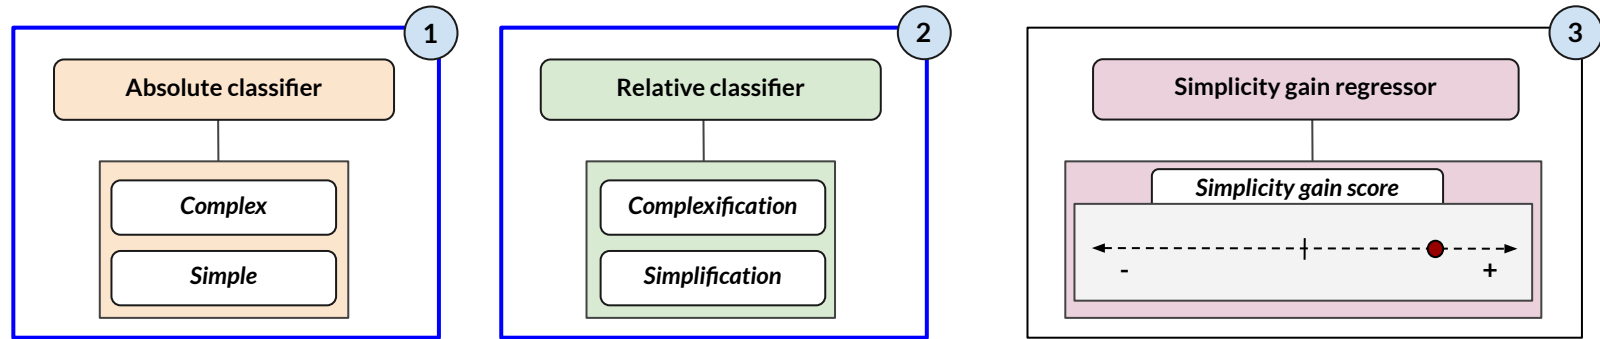 1
Absolute classifier
Complex
Simple
2
Relative classifier
Complexification
Simplification
3
Simplicity gain regressor
Simplicity gain score
- +